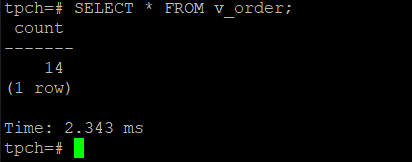 tpch=# SELECT * FROM v_order;
 count
-------
    14
(1 row)

Time: 2.343 ms
tpch=#